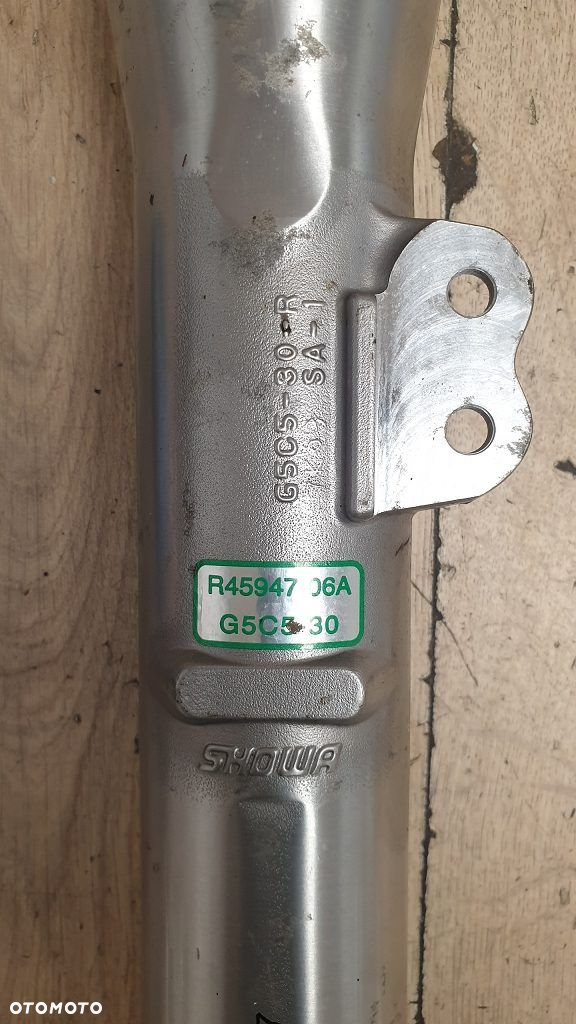 G5C5-30-R
SA-1
R45947 06A
G5C5-30
SHOWA
OTOMOTO